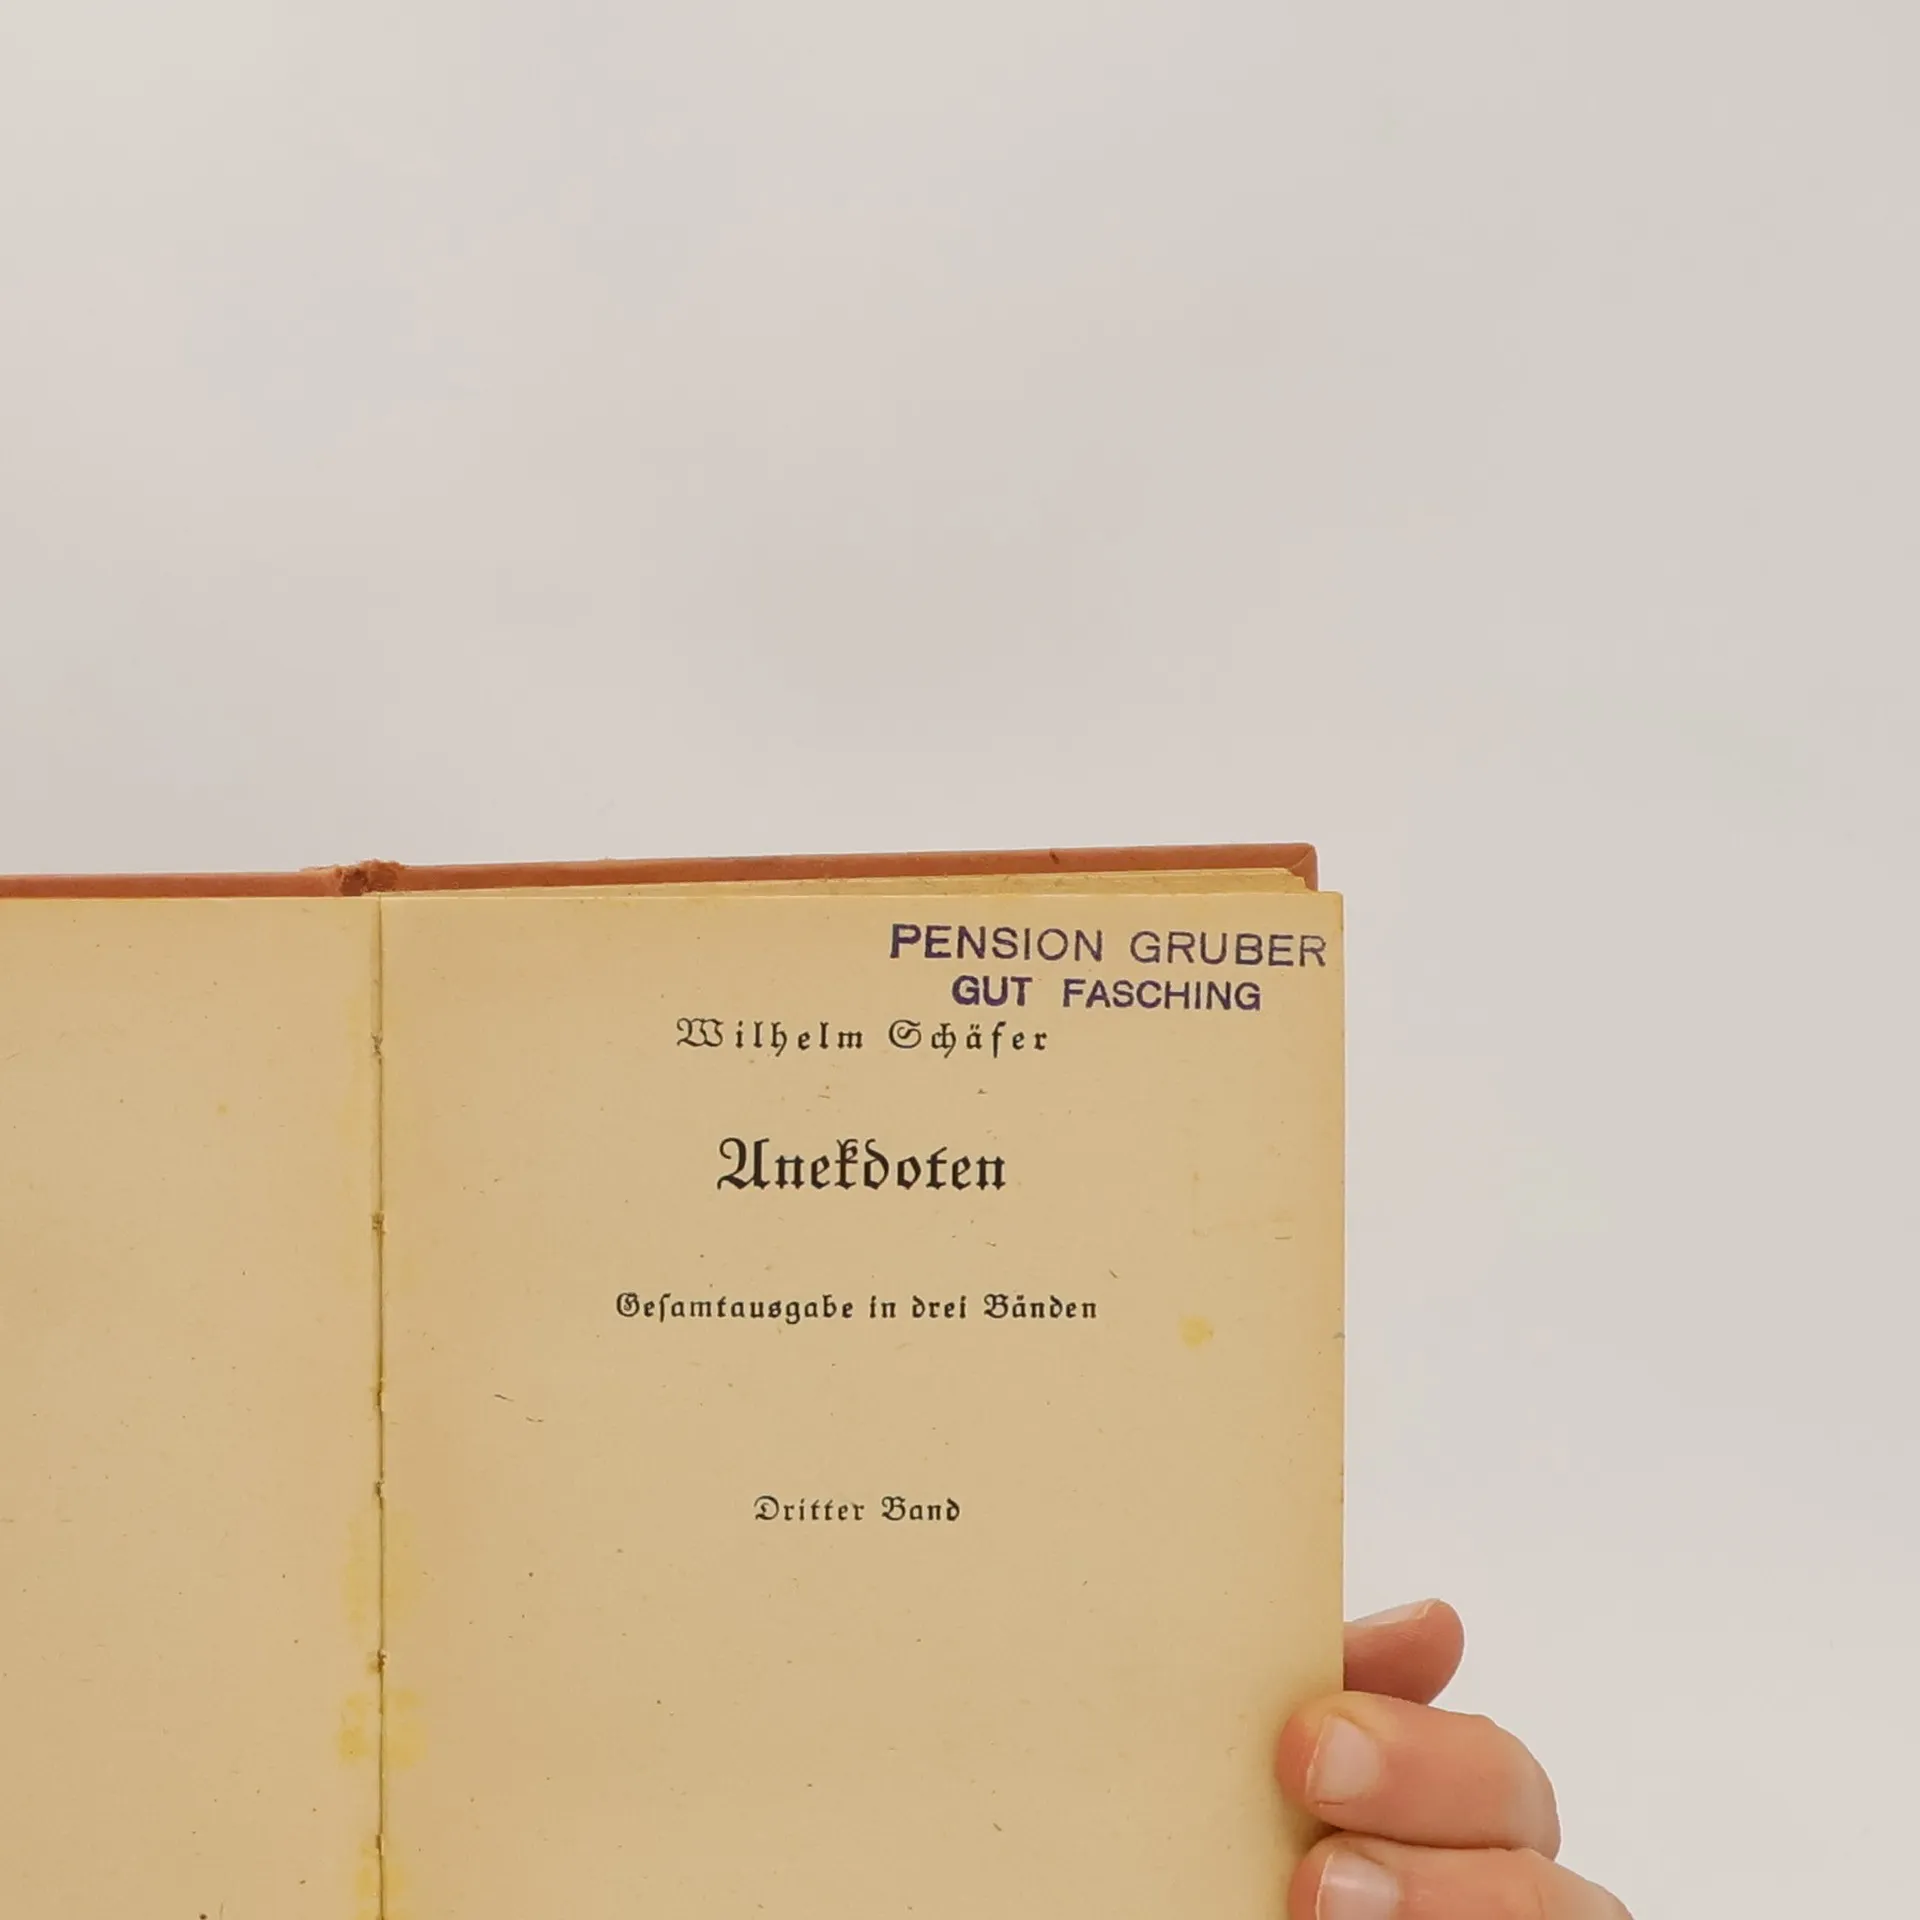 PENSION GRUBER
GUT FASCHING
Wilhelm Schäfer
Anekdoten
Geſamtausgabe in drei Bänden
Dritter Band